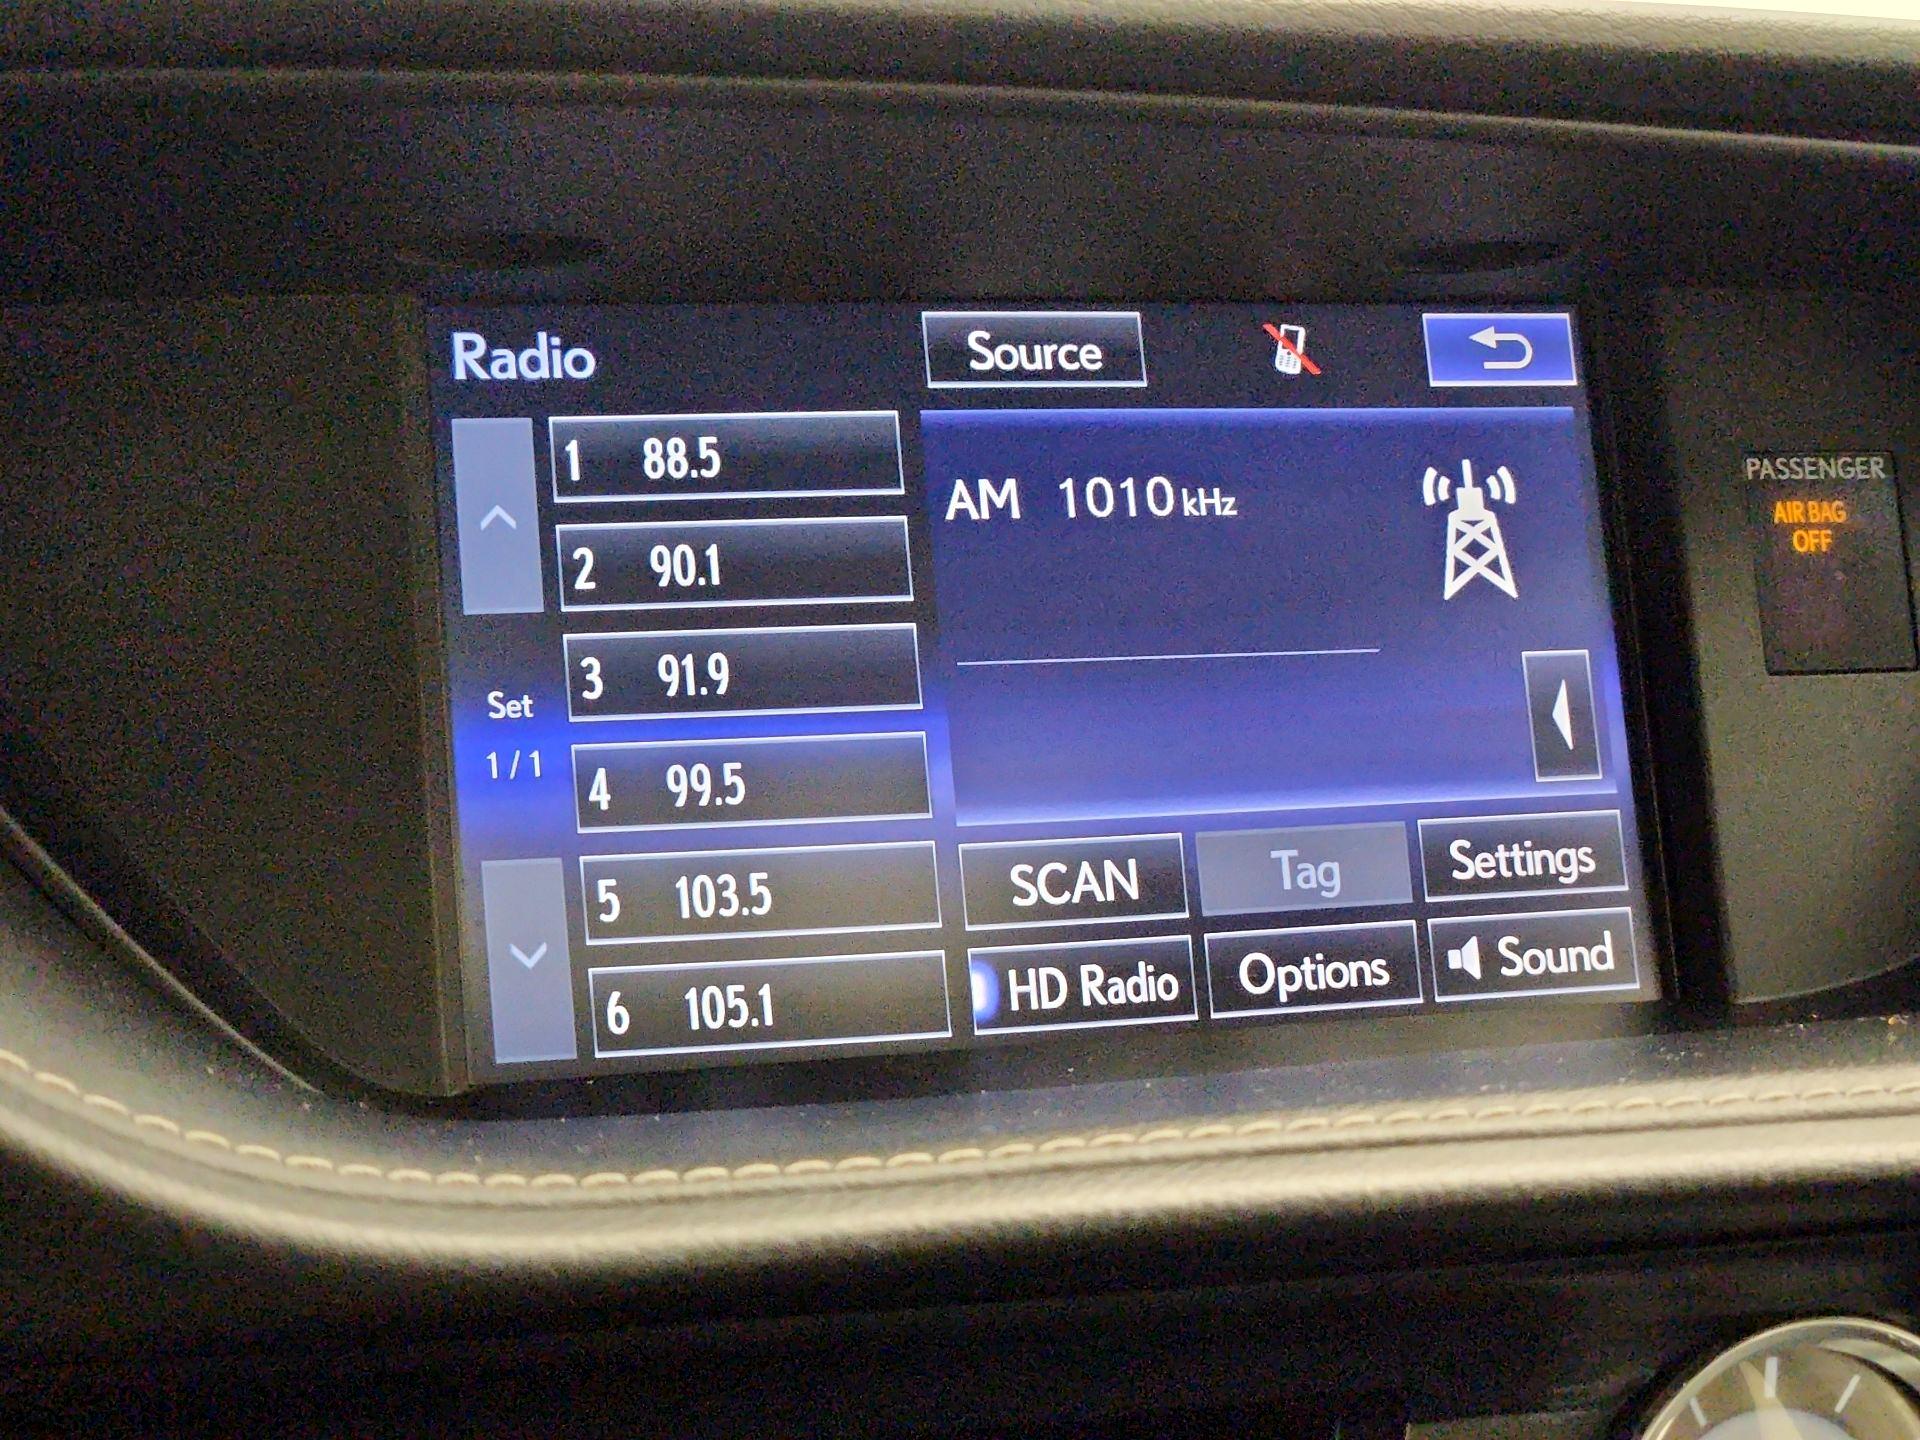 Radio
Source
1 88.5
2 90.1
3 91.9
4 99.5
5 103.5
6 105.1
Set
1/1
AM 1010 kHz
SCAN
Tag
Settings
HD Radio
Options
Sound
PASSENGER
AIR BAG
OFF